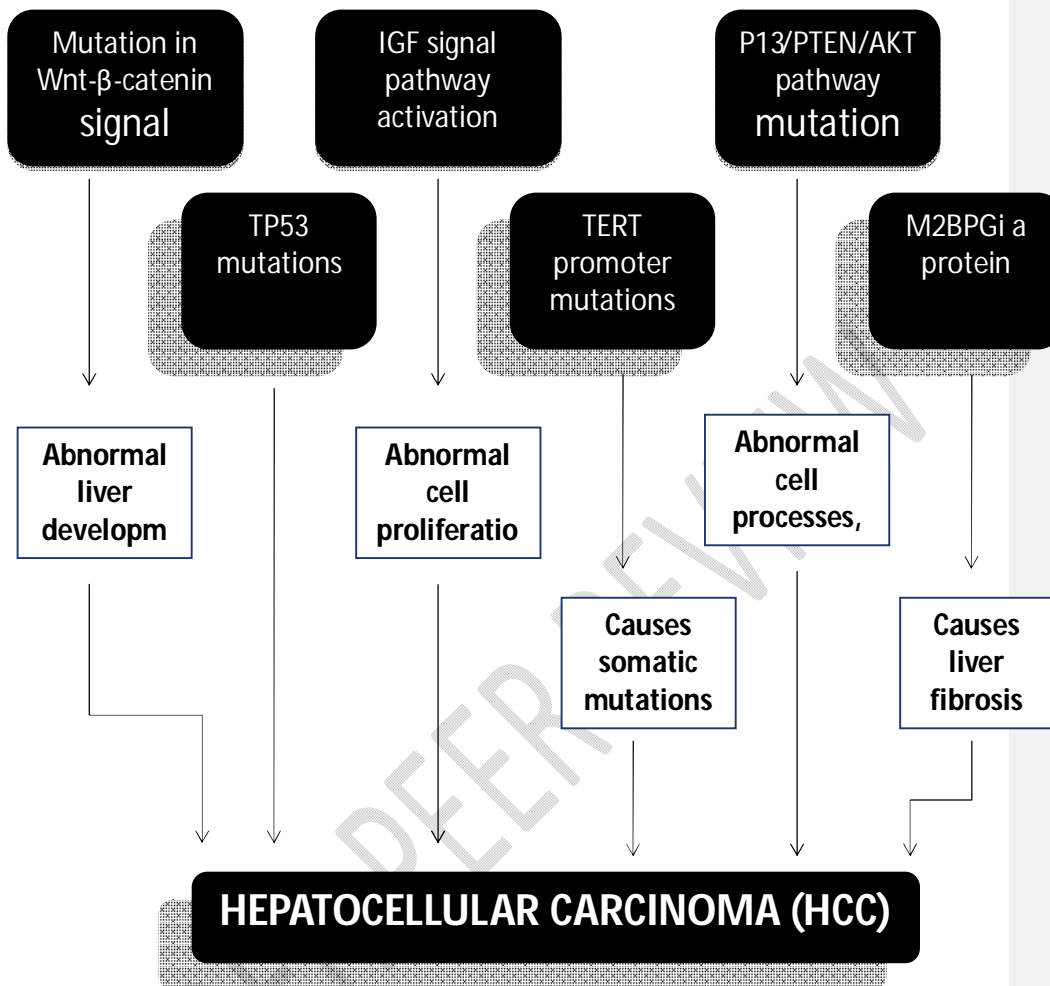 Mutation in
Wnt-β-catenin
signal
IGF signal
pathway
activation
P13/PTEN/AKT
pathway
mutation
TP53
mutations
TERT
promoter
mutations
M2BPGi a
protein
Abnormal
liver
developm
Abnormal
cell
proliferatio
Abnormal
cell
processes,
Causes
somatic
mutations
Causes
liver
fibrosis
PEER REVIEW
HEPATOCELLULAR CARCINOMA (HCC)